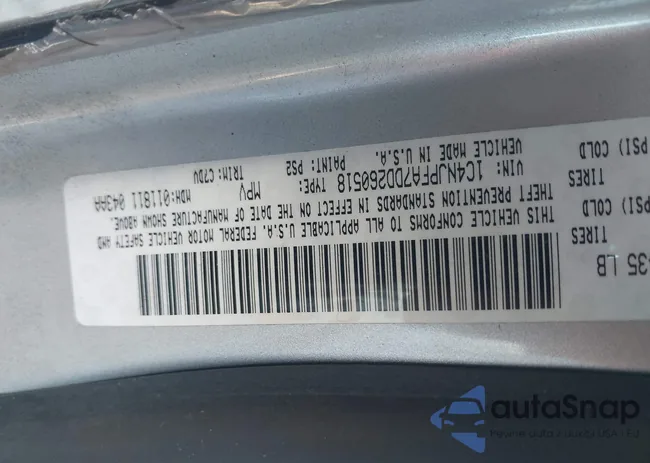 PSI) COLD
TIRES
PSI) COLD
TIRES
435 LB
THIS VEHICLE CONFORMS TO ALL APPLICABLE U.S.A. FEDERAL MOTOR VEHICLE SAFETY AND
THEFT PREVENTION STANDARDS IN EFFECT ON THE DATE OF MANUFACTURE SHOWN ABOVE.
VIN: 1C4NJPFA7DD260518 TYPE: MPV MDH:011811 043AA
VEHICLE MADE IN U.S.A. PAINT: PS2 TRIM: C7DV
autoSnap